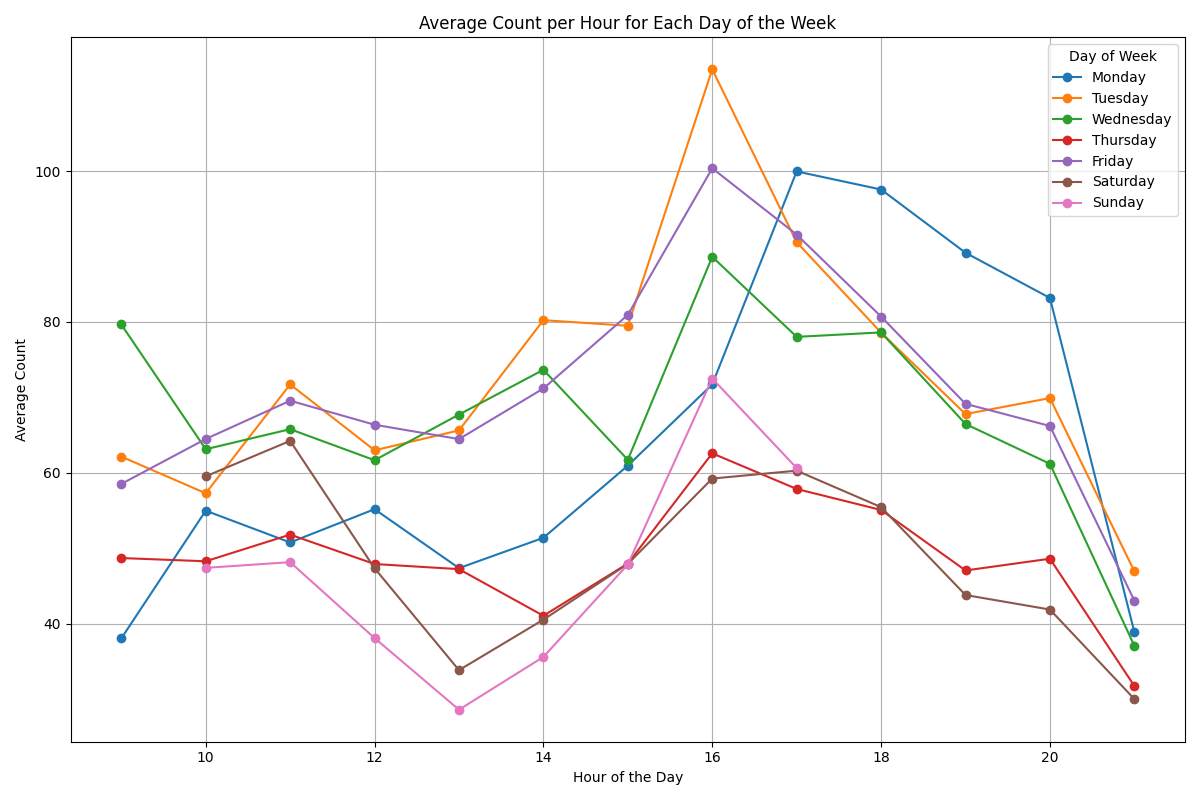 Average Count per Hour for Each Day of the Week
Day of Week
Monday
Tuesday
Wednesday
Thursday
Friday
Saturday
Sunday
Average Count
100
80
60
40
10 12 14 16 18 20
Hour of the Day